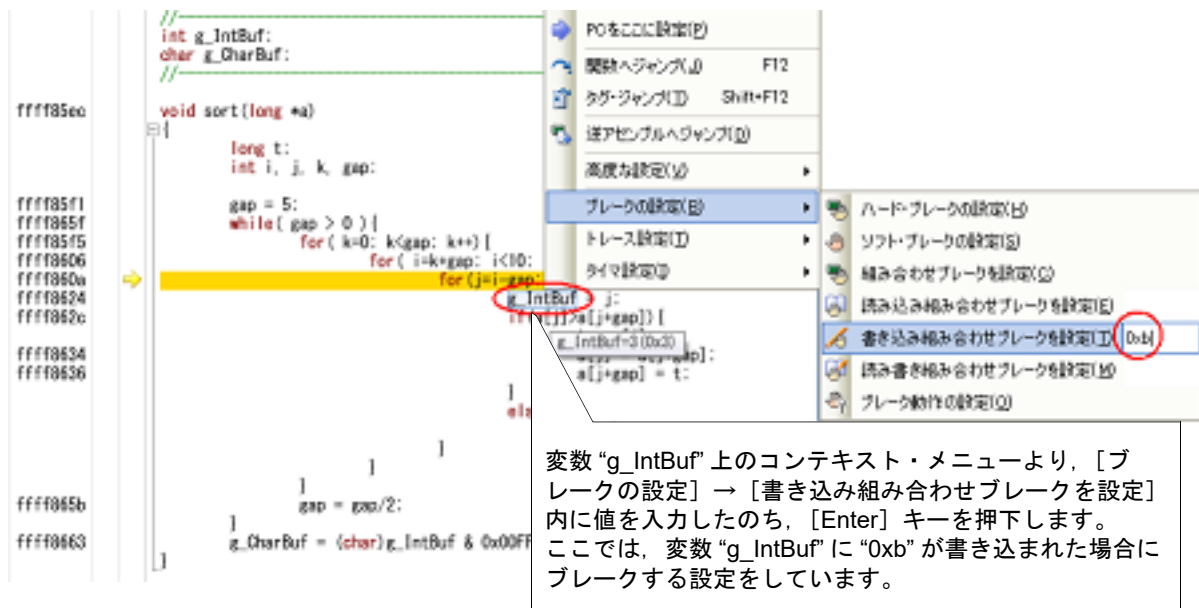 //
int g_IntBuf;
char g_CharBuf;
//
ffff85ec void sort(long *a)
{
long t;
int i, j, k, gap;
ffff85f1 gap = 5;
ffff865f while( gap > 0 ){
ffff85f5 for( k=0; k<gap; k++){
ffff8606 for( i=k+gap; i<10;
ffff860a for(j=i-gap;
ffff8624 g_IntBuf = j;
ffff862c if(a[j]>a[j+gap]){
g_IntBuf=3(0x3)
ffff8634 a[j+gap];
ffff8636 a[j+gap] = t;
}
els
}
}
}
ffff865b gap = gap/2;
}
ffff8663 g_CharBuf = (char)g_IntBuf & 0x00FF
}
PCをここに設定(P)
関数へジャンプ(J) F12
タグ・ジャンプ(T) Shift+F12
逆アセンブルへジャンプ(D)
高度な設定(V)
ブレークの設定(B)
トレース設定(T)
タイマ設定(I)
ハード・ブレークの設定(H)
ソフト・ブレークの設定(S)
組み合わせブレークを設定(C)
読み込み組み合わせブレークを設定(E)
書き込み組み合わせブレークを設定(T) 0xb
読み書き組み合わせブレークを設定(M)
ブレーク動作の設定(O)
変数 “g_IntBuf” 上のコンテキスト・メニューより,[ブ
レークの設定]→[書き込み組み合わせブレークを設定]
内に値を入力したのち,[Enter]キーを押下します。
ここでは,変数 “g_IntBuf” に “0xb” が書き込まれた場合に
ブレークする設定をしています。